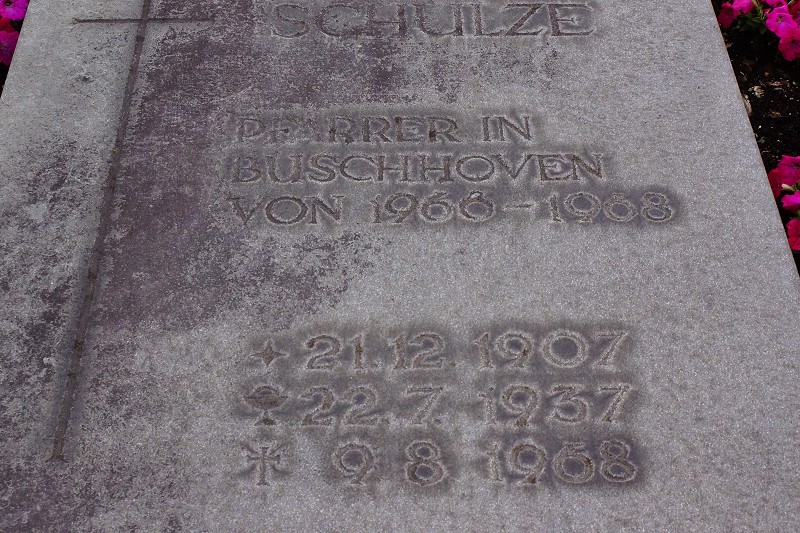 SCHULZE
PFARRER IN
BUSCHHOVEN
VON 1966 - 1968
21.12. 1907
22.7. 1937
9.8. 1968